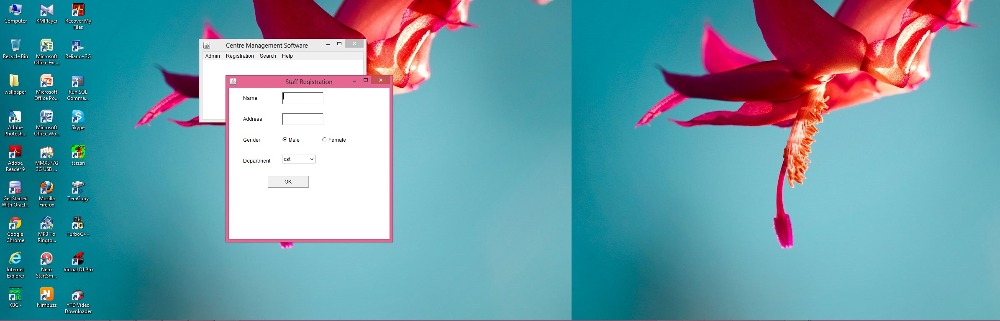 Computer
KMPlayer
Recover My
Files
Recycle Bin
Microsoft
Office Exc...
Reliance 3G
wallpaper
Microsoft
Office Po...
SQL>
Run SQL
Comma...
Adobe
Photosh...
Microsoft
Office Wo...
Skype
Adobe
Reader 9
MMX377G
3G USB ...
tarzan
Get Started
With Oracl...
Mozilla
Firefox
TeraCopy
Google
Chrome
MP3 To
Ringto...
MS
TurboC++
Internet
Explorer
Nero
StartSm...
Virtual DJ Pro
KBC -
Nimbuzz
YTD Video
Downloader
Centre Management Software
Admin Registration Search Help
Staff Registration
Name
Address
Gender Male Female
Department cst
OK